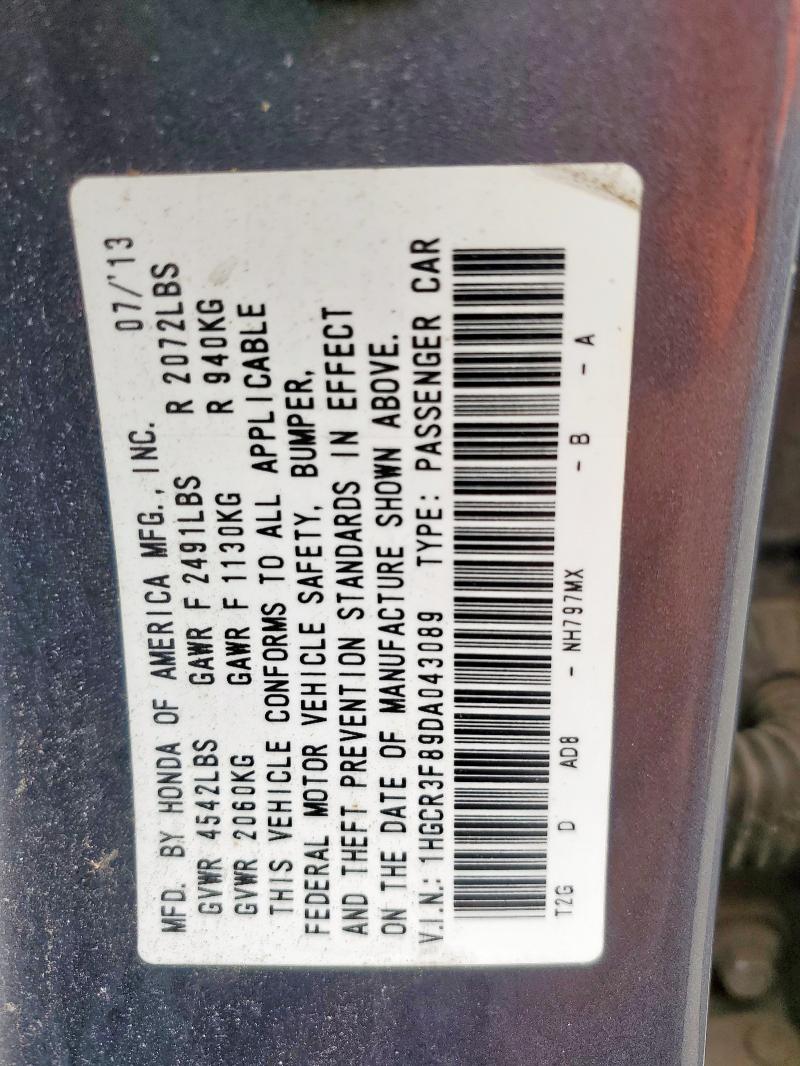 MFD. BY HONDA OF AMERICA MFG., INC. 07/'13
GVWR 4542LBS GAWR F 2491LBS R 2072LBS
GVWR 2060KG GAWR F 1130KG R 940KG
THIS VEHICLE CONFORMS TO ALL APPLICABLE
FEDERAL MOTOR VEHICLE SAFETY, BUMPER,
AND THEFT PREVENTION STANDARDS IN EFFECT
ON THE DATE OF MANUFACTURE SHOWN ABOVE.
V.I.N.: 1HGCR3F89DA043089 TYPE: PASSENGER CAR
T2G D AD8 - NH797MX - B - A